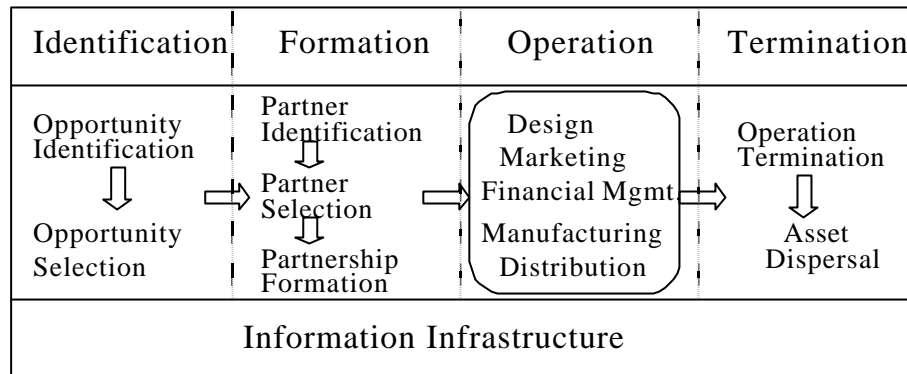 Identification Formation Operation Termination
Opportunity
Identification
Opportunity
Selection
Partner
Identification
Partner
Selection
Partnership
Formation
Design
Marketing
Financial Mgmt.
Manufacturing
Distribution
Operation
Termination
Asset
Dispersal
Information Infrastructure